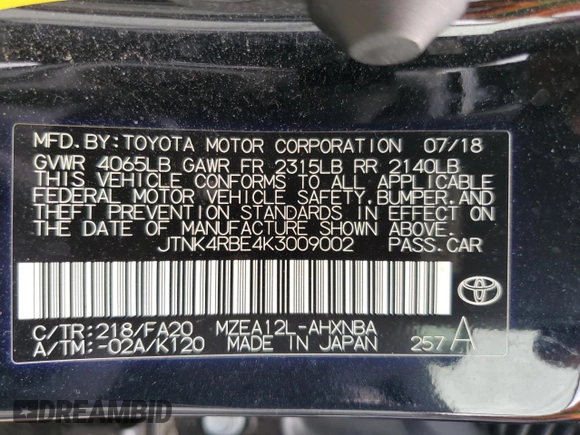 MFD.BY:TOYOTA MOTOR CORPORATION 07/18
GVWR 4065LB GAWR FR 2315LB RR 2140LB
THIS VEHICLE CONFORMS TO ALL APPLICABLE
FEDERAL MOTOR VEHICLE SAFETY,BUMPER,AND
THEFT PREVENTION STANDARDS IN EFFECT
ON THE DATE OF MANUFACTURE SHOWN ABOVE.
JTNK4RBE4K3009002 PASS.CAR
C/TR:218/FA20 MZEA12L-AHXNBA
A/TM:-02A/K120 MADE IN JAPAN 257A
DREAMBID